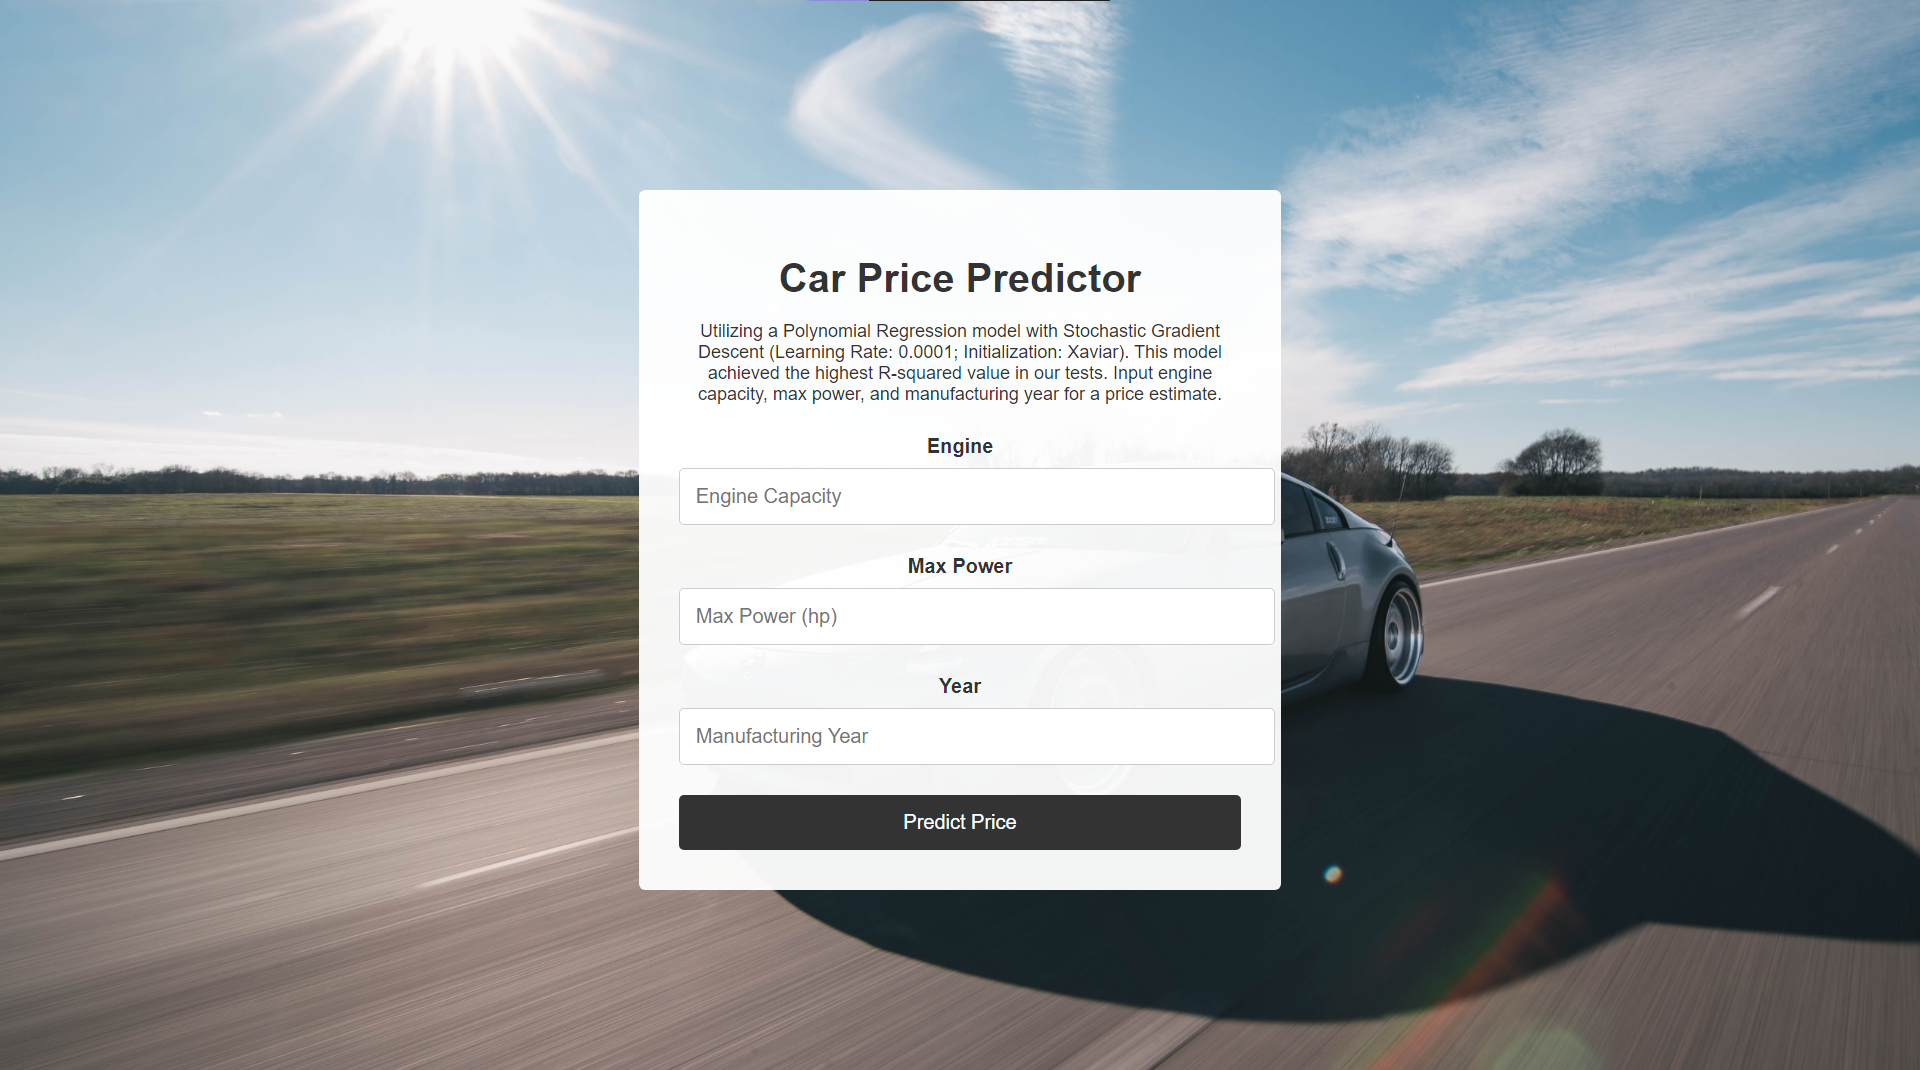 Car Price Predictor
Utilizing a Polynomial Regression model with Stochastic Gradient
Descent (Learning Rate: 0.0001; Initialization: Xaviar). This model
achieved the highest R-squared value in our tests. Input engine
capacity, max power, and manufacturing year for a price estimate.
Engine
Engine Capacity
Max Power
Max Power (hp)
Year
Manufacturing Year
Predict Price